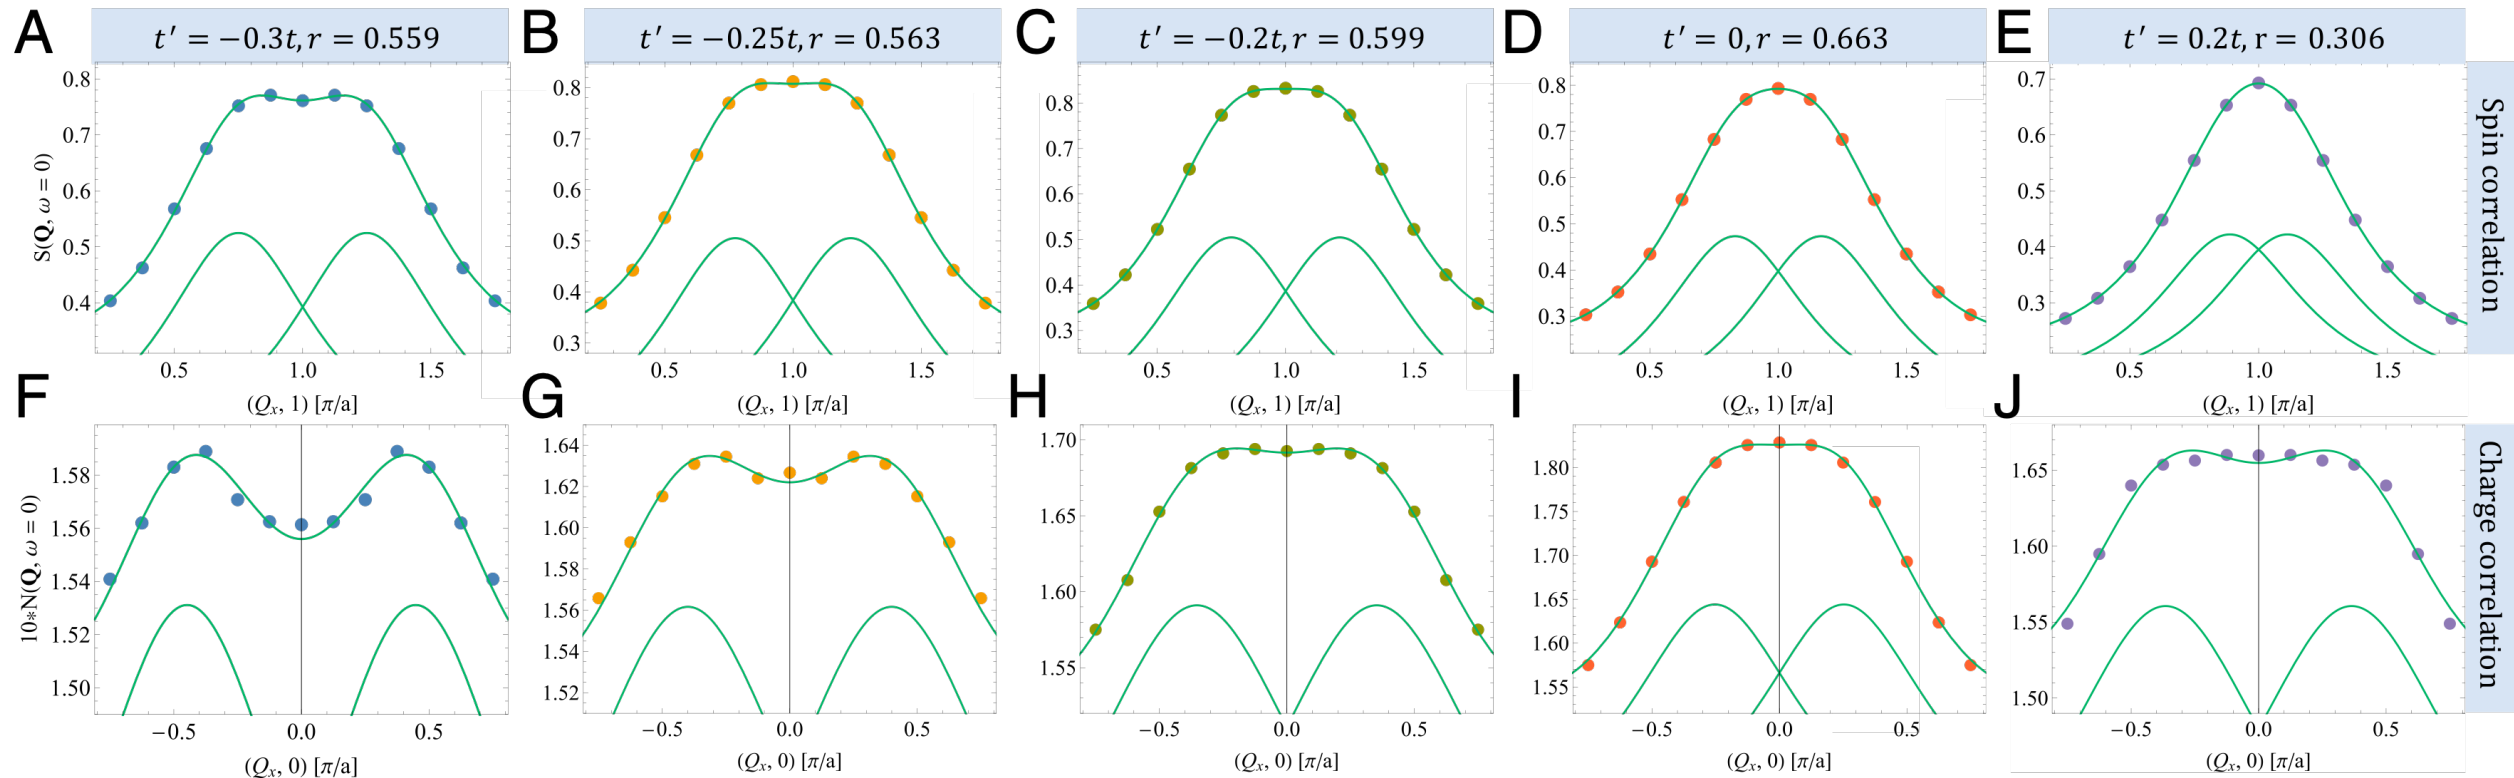 A
t′ = −0.3t, r = 0.559
B
t′ = −0.25t, r = 0.563
C
t′ = −0.2t, r = 0.599
D
t′ = 0, r = 0.663
E
t′ = 0.2t, r = 0.306
S(Q, ω = 0)
0.8
0.7
0.6
0.5
0.4
0.5
1.0
1.5
(Qx, 1) [π/a]
0.8
0.7
0.6
0.5
0.4
0.3
0.5
1.0
1.5
(Qx, 1) [π/a]
0.8
0.7
0.6
0.5
0.4
0.3
0.5
1.0
1.5
(Qx, 1) [π/a]
0.8
0.7
0.6
0.5
0.4
0.3
0.5
1.0
1.5
(Qx, 1) [π/a]
0.7
0.6
0.5
0.4
0.3
0.5
1.0
1.5
(Qx, 1) [π/a]
Spin correlation
F
10*N(Q, ω = 0)
1.58
1.56
1.54
1.52
1.50
−0.5
0.0
0.5
(Qx, 0) [π/a]
G
1.64
1.62
1.60
1.58
1.56
1.54
1.52
−0.5
0.0
0.5
(Qx, 0) [π/a]
H
1.70
1.65
1.60
1.55
−0.5
0.0
0.5
(Qx, 0) [π/a]
I
1.80
1.75
1.70
1.65
1.60
1.55
−0.5
0.0
0.5
(Qx, 0) [π/a]
J
1.65
1.60
1.55
1.50
−0.5
0.0
0.5
(Qx, 0) [π/a]
Charge correlation